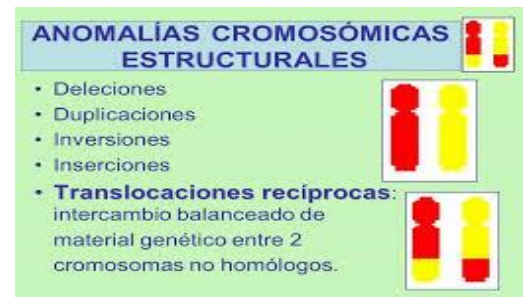 ANOMALÍAS CROMOSÓMICAS
ESTRUCTURALES
• Deleciones
• Duplicaciones
• Inversiones
• Inserciones
• Translocaciones recíprocas:
intercambio balanceado de
material genético entre 2
cromosomas no homólogos.